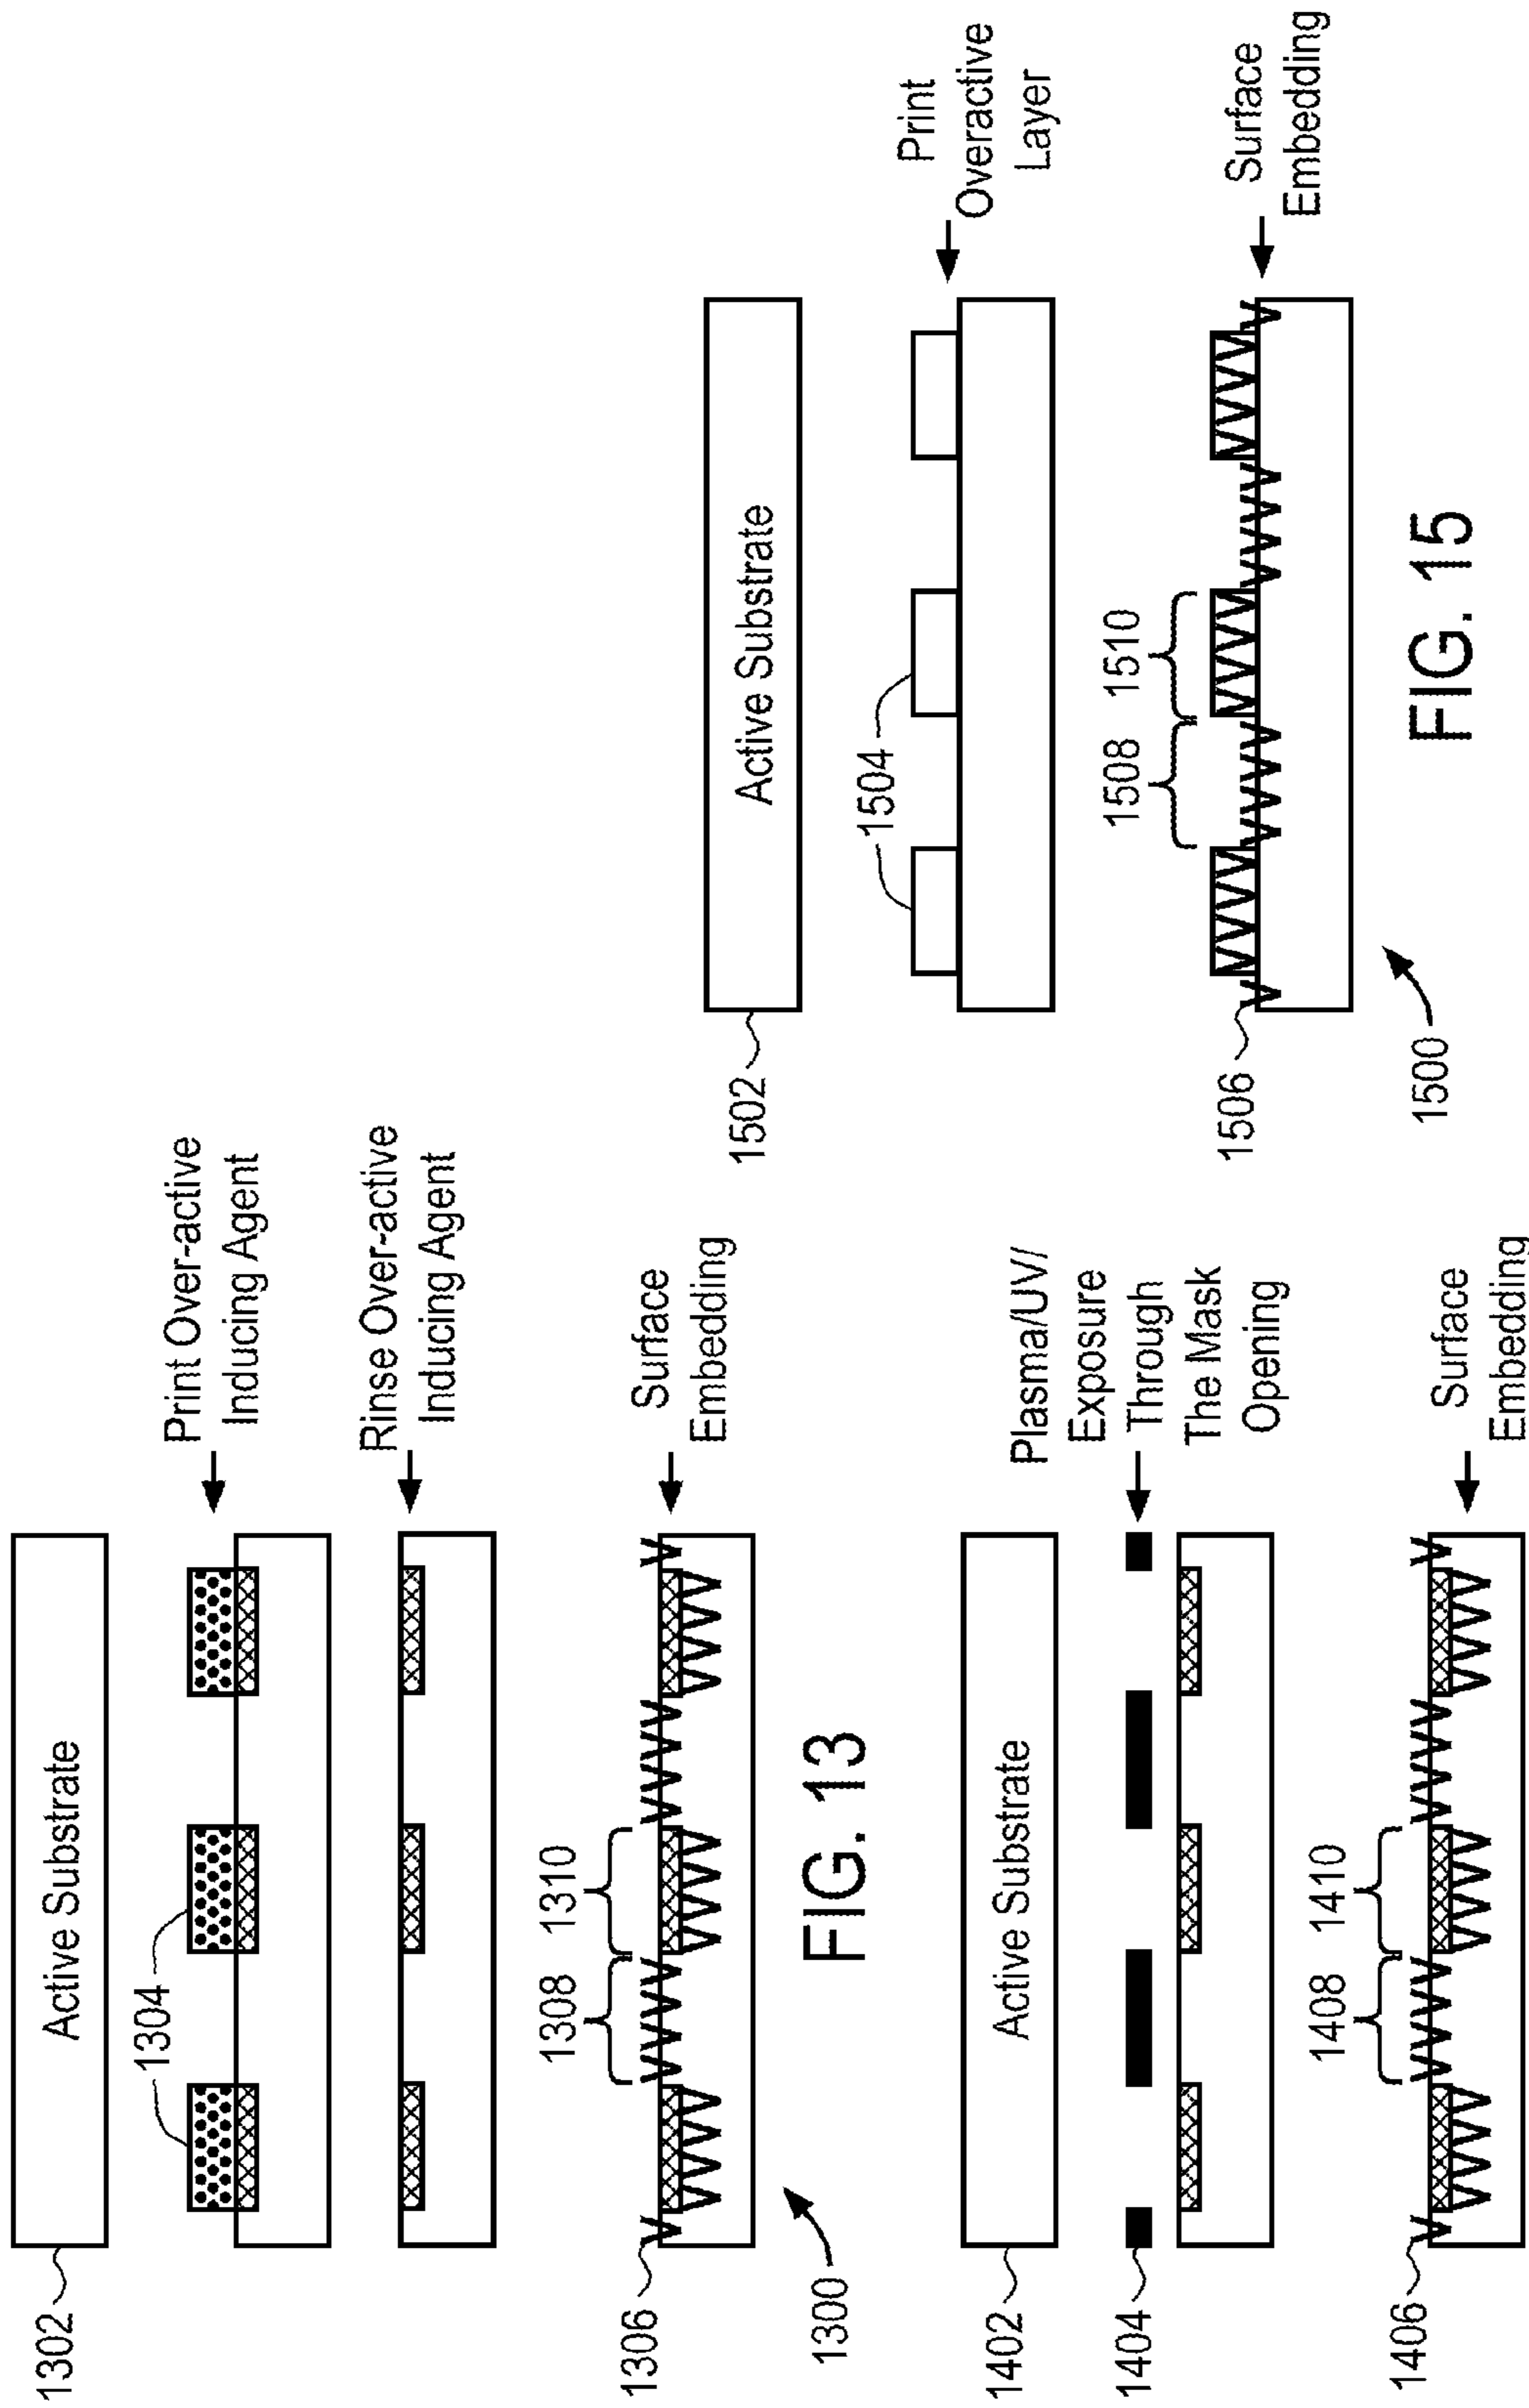 1302
Active Substrate
1304
Print Over-active
Inducing Agent
Rinse Over-active
Inducing Agent
1308
1310
1306
Surface
Embedding
1300
FIG. 13
1402
Active Substrate
1404
Plasma/UV/
Exposure
Through
The Mask
Opening
1408
1410
1406
Surface
Embedding
1502
Active Substrate
1504
Print
Overactive
Layer
1508
1510
1506
Surface
Embedding
1500
FIG. 15